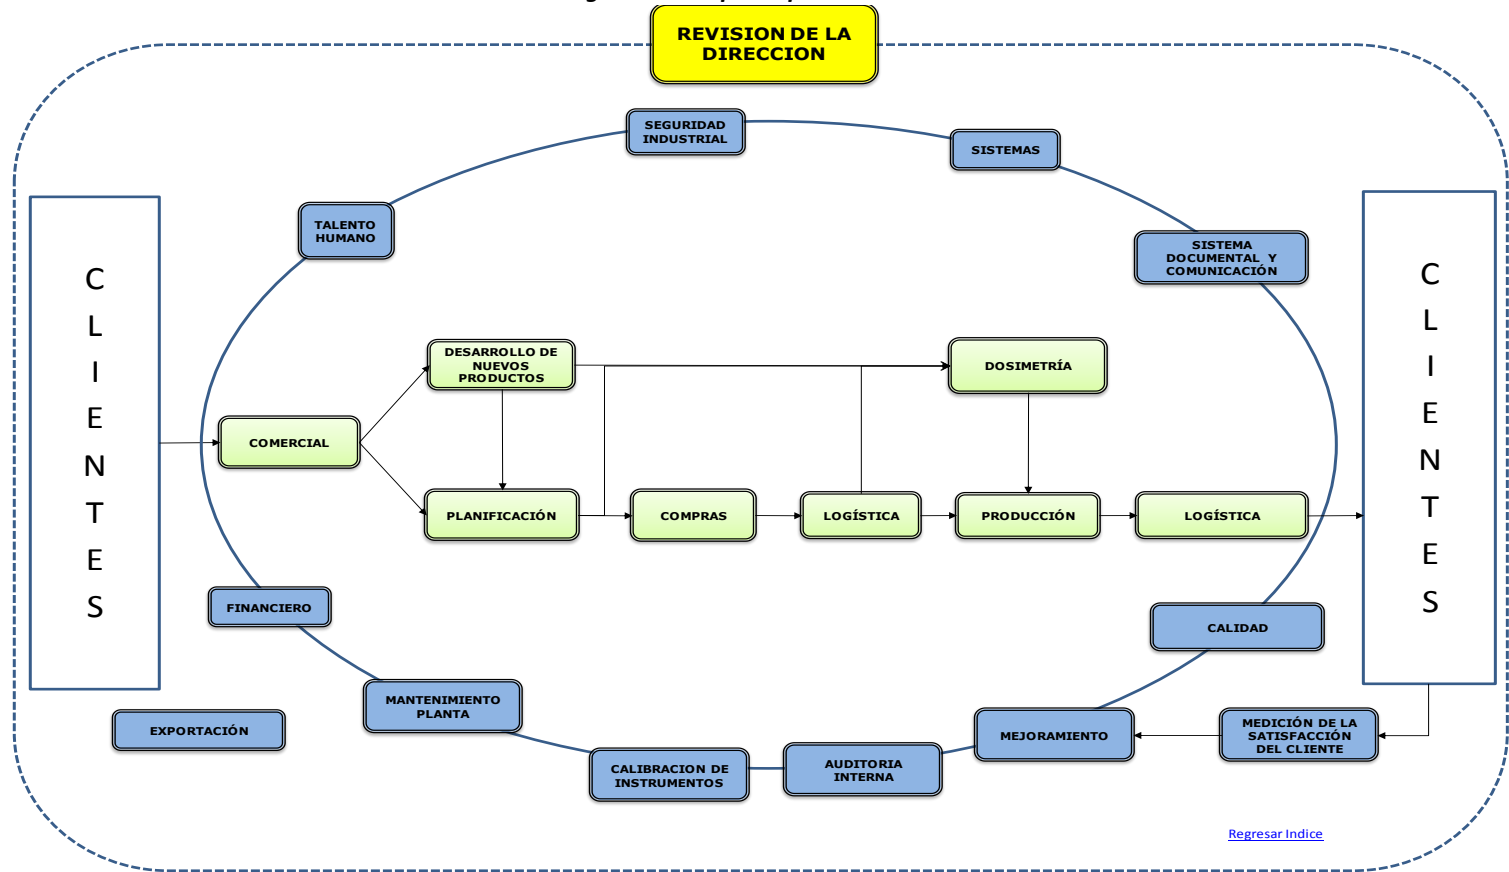 REVISION DE LA
DIRECCION
SEGURIDAD
INDUSTRIAL
SISTEMAS
TALENTO
HUMANO
SISTEMA
DOCUMENTAL Y
COMUNICACIÓN
C
L
I
E
N
T
E
S
C
L
I
E
N
T
E
S
DESARROLLO DE
NUEVOS
PRODUCTOS
DOSIMETRÍA
COMERCIAL
PLANIFICACIÓN
COMPRAS
LOGÍSTICA
PRODUCCIÓN
LOGÍSTICA
FINANCIERO
CALIDAD
MANTENIMIENTO
PLANTA
EXPORTACIÓN
MEJORAMIENTO
MEDICIÓN DE LA
SATISFACCIÓN
DEL CLIENTE
CALIBRACION DE
INSTRUMENTOS
AUDITORIA
INTERNA
Regresar Indice